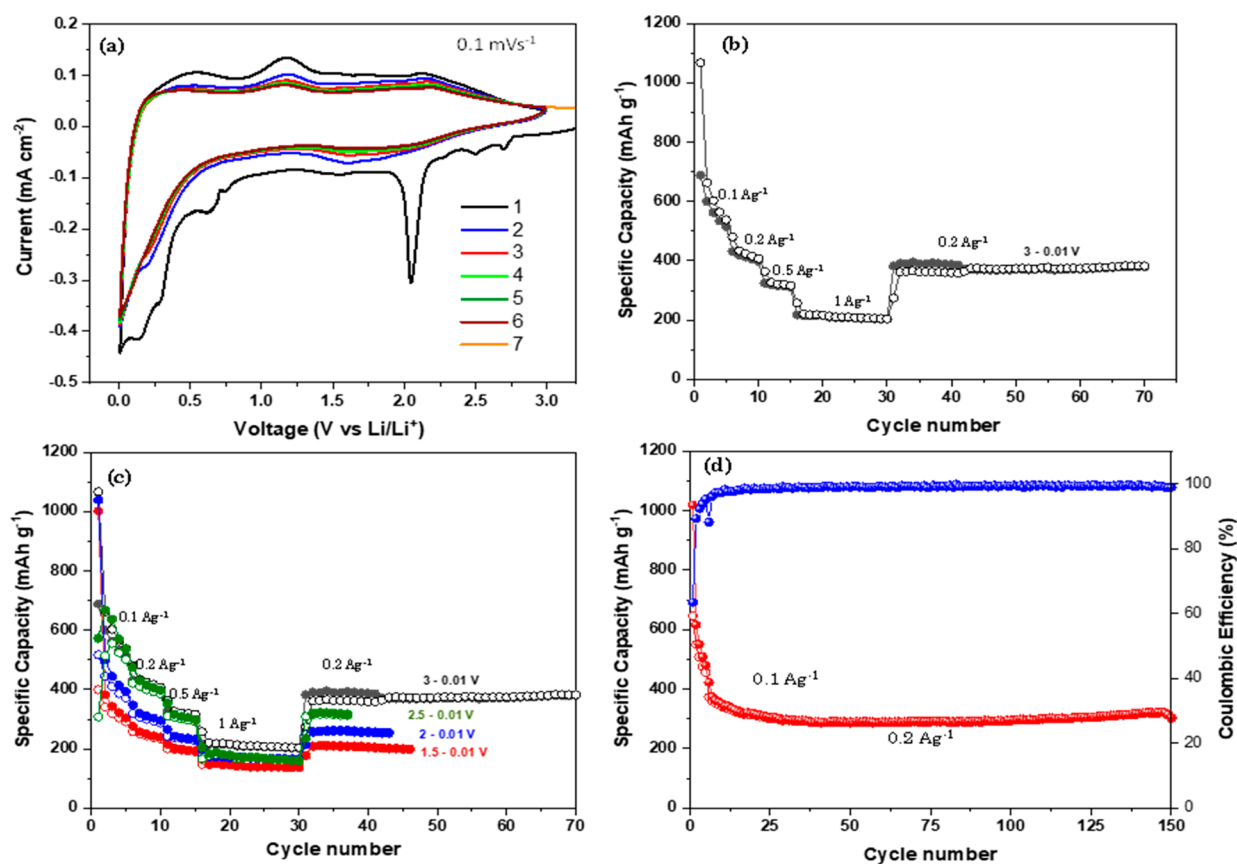 (a)
0.1 mVs⁻¹
0.2
0.1
0.0
-0.1
-0.2
-0.3
-0.4
-0.5
Current (mA cm⁻²)
1
2
3
4
5
6
7
0.0 0.5 1.0 1.5 2.0 2.5 3.0
Voltage (V vs Li/Li⁺)
(b)
1200
1000
800
600
400
200
0
Specific Capacity (mAh g⁻¹)
0.1 Ag⁻¹
0.2 Ag⁻¹
0.5 Ag⁻¹
1 Ag⁻¹
0.2 Ag⁻¹
3 - 0.01 V
0 10 20 30 40 50 60 70
Cycle number
(c)
1200
1000
800
600
400
200
0
Specific Capacity (mAh g⁻¹)
0.1 Ag⁻¹
0.2 Ag⁻¹
0.5 Ag⁻¹
1 Ag⁻¹
0.2 Ag⁻¹
3 - 0.01 V
2.5 - 0.01 V
2 - 0.01 V
1.5 - 0.01 V
0 10 20 30 40 50 60 70
Cycle number
(d)
1200
1000
800
600
400
200
0
Specific Capacity (mAh g⁻¹)
0.1 Ag⁻¹
0.2 Ag⁻¹
100
80
60
40
20
0
Coulombic Efficiency (%)
0 25 50 75 100 125 150
Cycle number